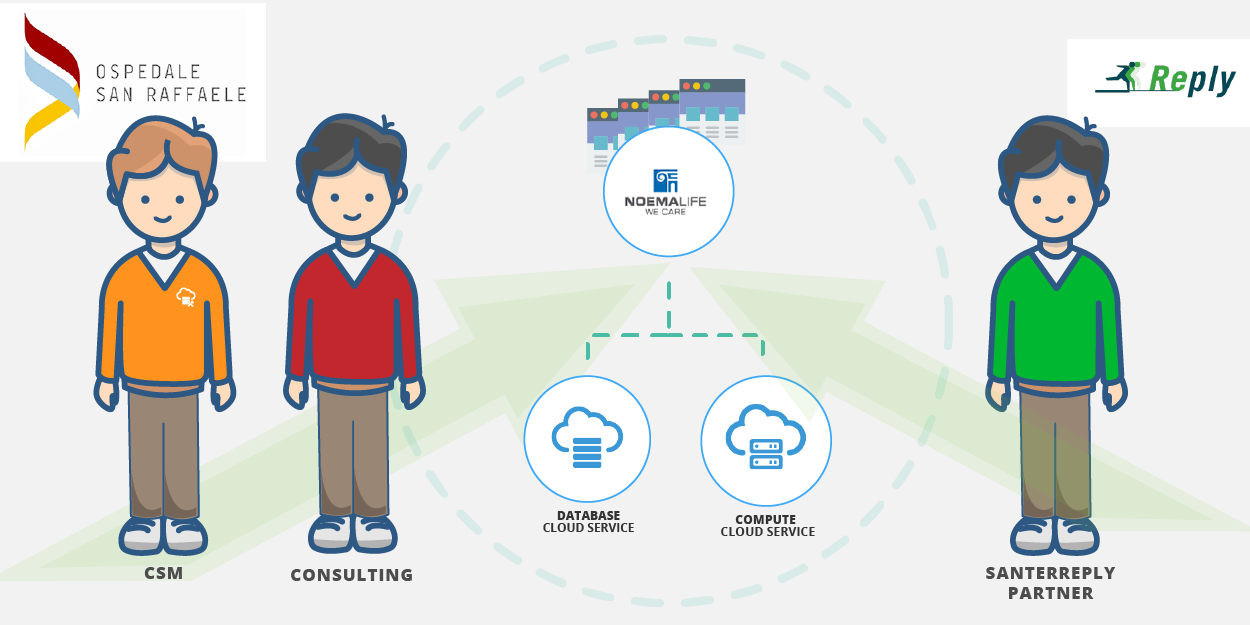 OSPEDALE
SAN RAFFAELE
Reply
NOEMALIFE
WE CARE
DATABASE
CLOUD SERVICE
COMPUTE
CLOUD SERVICE
CSM
CONSULTING
SANTERREPLY
PARTNER